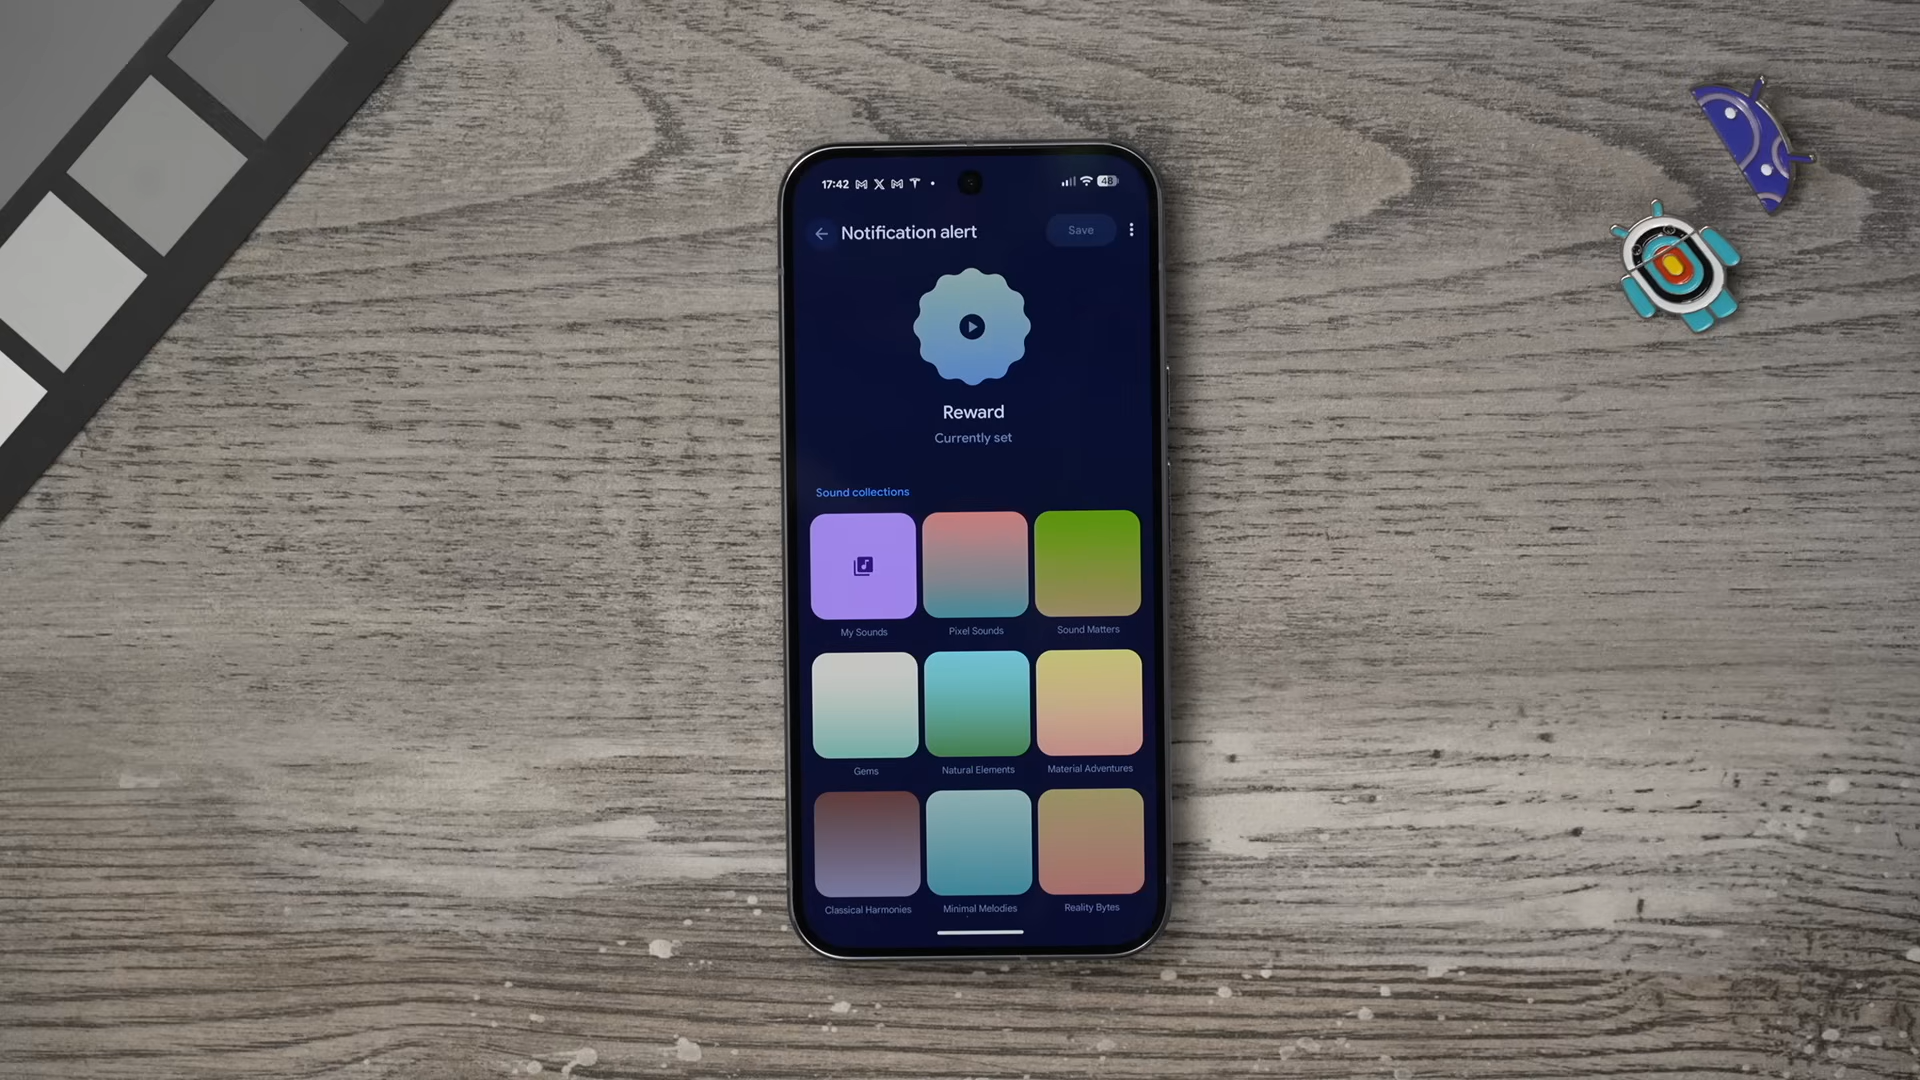 17:42
48
Notification alert
Save
Reward
Currently set
Sound collections
My Sounds
Pixel Sounds
Sound Matters
Gems
Natural Elements
Material Adventures
Classical Harmonies
Minimal Melodies
Reality Bytes